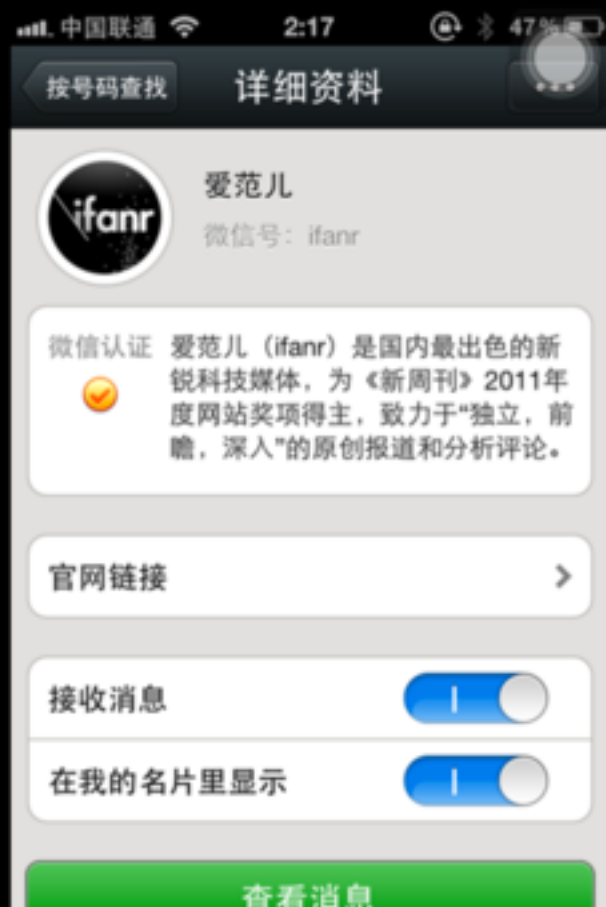 中国联通 2:17 47%
按号码查找 详细资料
ifanr
爱范儿
微信号：ifanr
微信认证 爱范儿（ifanr）是国内最出色的新
锐科技媒体，为《新周刊》2011年
度网站奖项得主，致力于“独立，前
瞻，深入”的原创报道和分析评论。
官网链接
接收消息
在我的名片里显示
查看消息